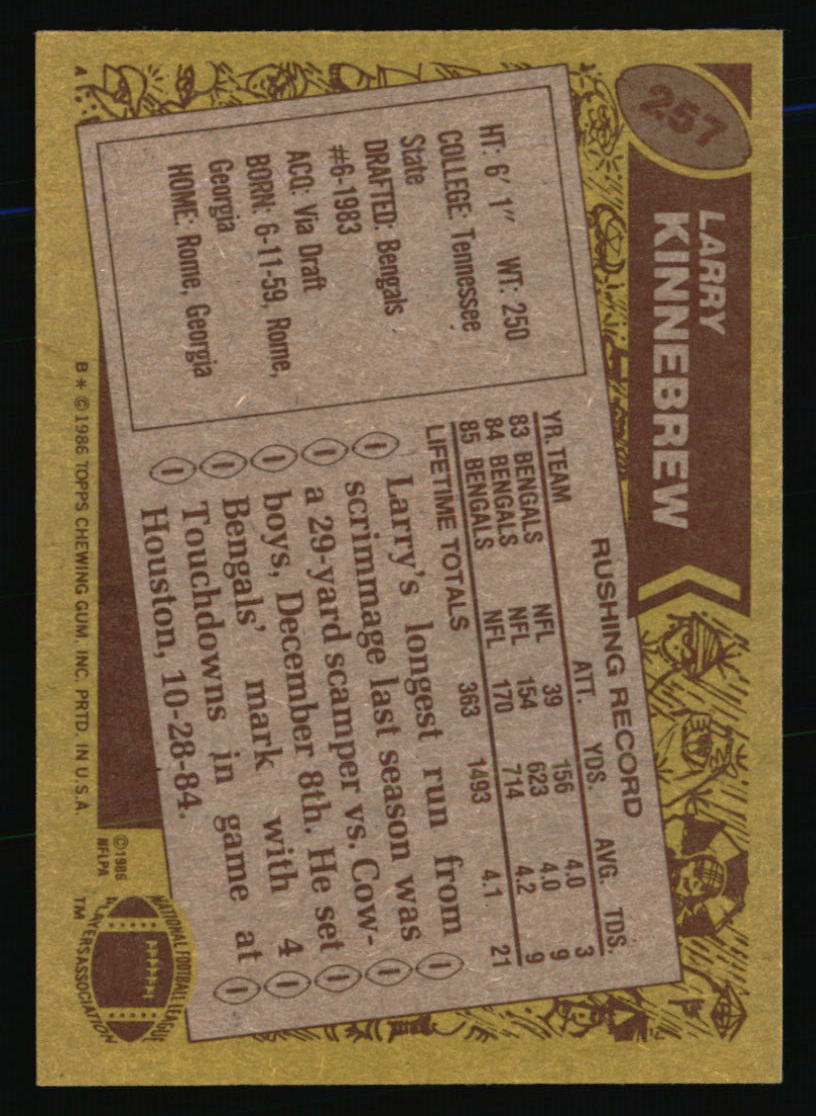 257
LARRY
KINNEBREW
HT: 6' 1" WT: 250
COLLEGE: Tennessee
State
DRAFTED: Bengals
#6-1983
ACQ: Via Draft
BORN: 6-11-59, Rome,
Georgia
HOME: Rome, Georgia
RUSHING RECORD
YR. TEAM ATT. YDS. AVG. TDS.
83 BENGALS NFL 39 156 4.0 3
84 BENGALS NFL 154 623 4.0 9
85 BENGALS NFL 170 714 4.2 9
LIFETIME TOTALS 363 1493 4.1 21
Larry's longest run from
scrimmage last season was
a 29-yard scamper vs. Cow-
boys, December 8th. He set
Bengals' mark with 4
Touchdowns in game at
Houston, 10-28-84.
A
B * © 1986 TOPPS CHEWING GUM, INC. PRTD. IN U.S.A.
© 1986
NFLPA
NATIONAL FOOTBALL LEAGUE
PLAYERS ASSOCIATION
TM